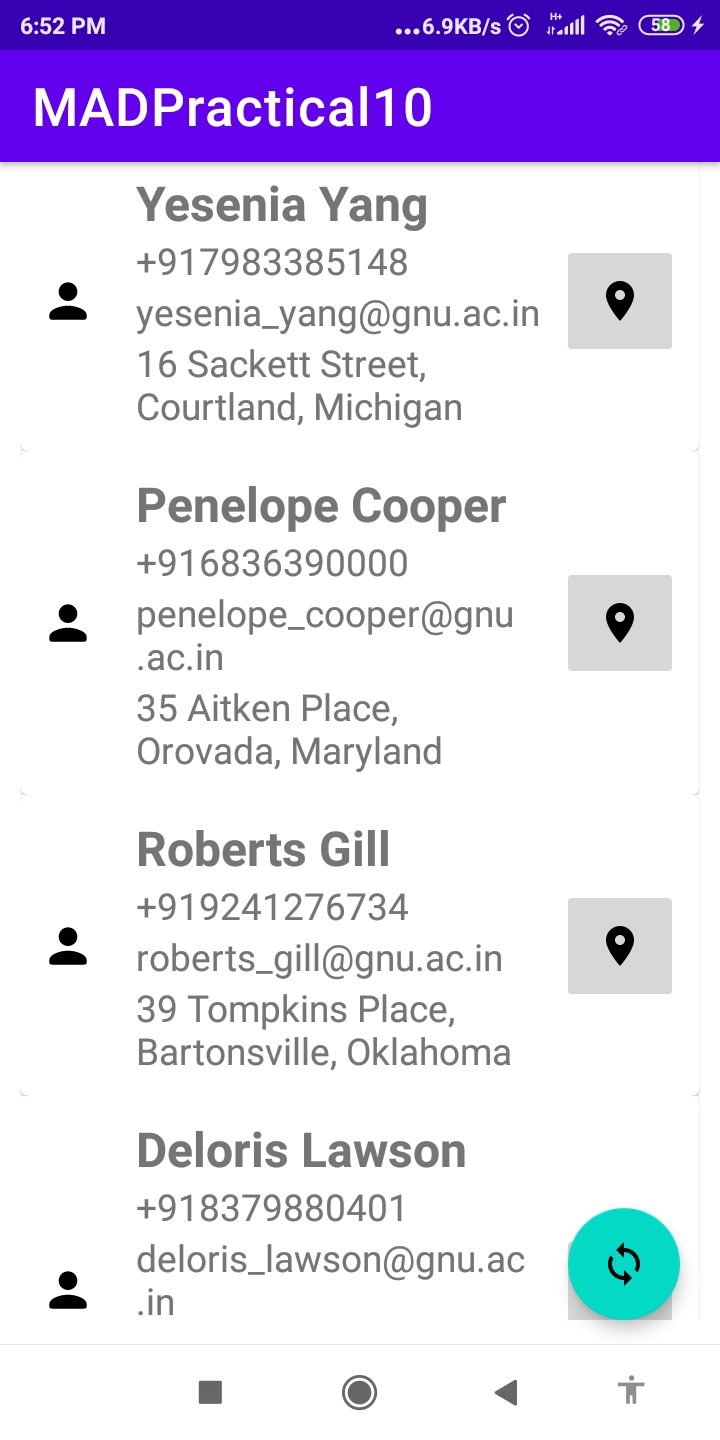 6:52 PM
...6.9KB/s
H+
58
MADPractical10
Yesenia Yang
+917983385148
yesenia_yang@gnu.ac.in
16 Sackett Street,
Courtland, Michigan
Penelope Cooper
+916836390000
penelope_cooper@gnu
.ac.in
35 Aitken Place,
Orovada, Maryland
Roberts Gill
+919241276734
roberts_gill@gnu.ac.in
39 Tompkins Place,
Bartonsville, Oklahoma
Deloris Lawson
+918379880401
deloris_lawson@gnu.ac
.in